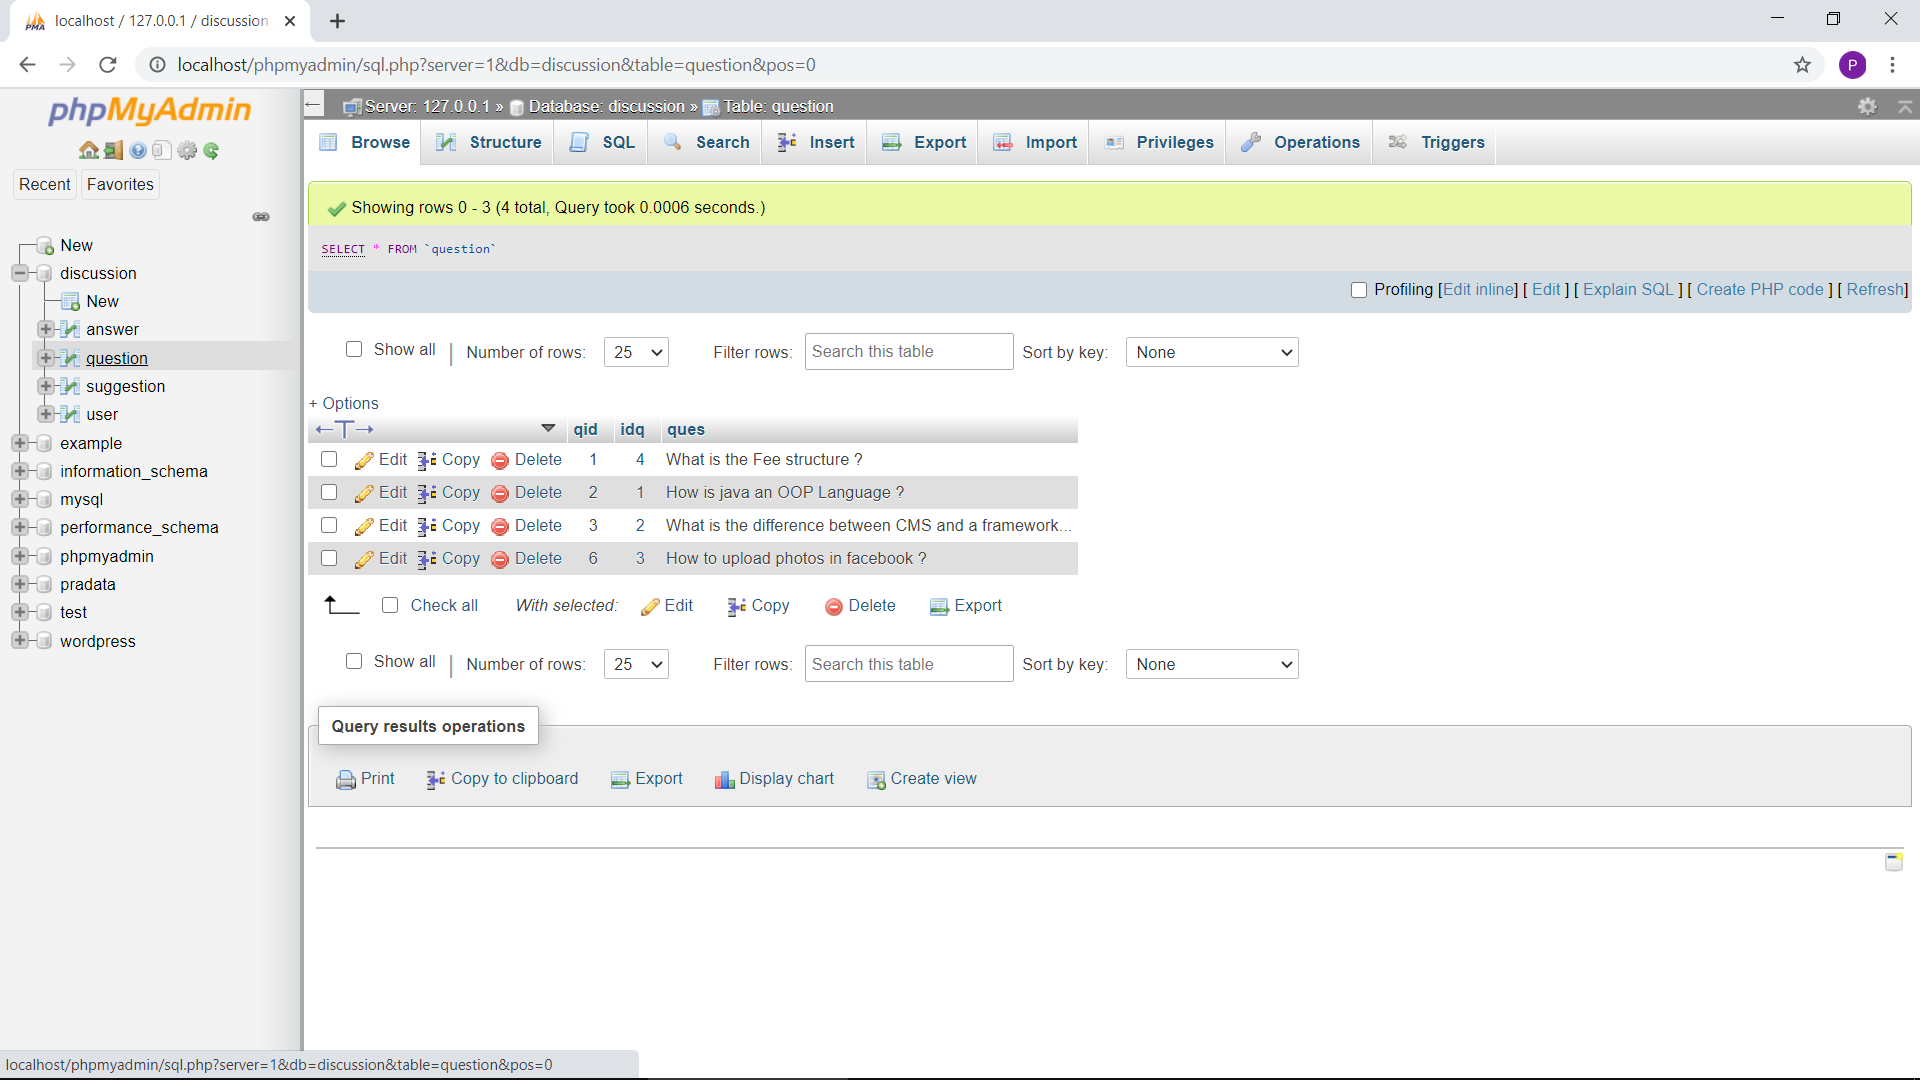 localhost / 127.0.0.1 / discussion
localhost/phpmyadmin/sql.php?server=1&db=discussion&table=question&pos=0
P
phpMyAdmin
Recent Favorites
New
discussion
New
answer
question
suggestion
user
example
information_schema
mysql
performance_schema
phpmyadmin
pradata
test
wordpress
Server: 127.0.0.1 » Database: discussion » Table: question
Browse Structure SQL Search Insert Export Import Privileges Operations Triggers
Showing rows 0 - 3 (4 total, Query took 0.0006 seconds.)
SELECT * FROM `question`
Profiling [Edit inline] [ Edit ] [ Explain SQL ] [ Create PHP code ] [ Refresh]
Show all | Number of rows: 25 Filter rows: Search this table Sort by key: None
+ Options
←T→ qid idq ques
Edit Copy Delete 1 4 What is the Fee structure ?
Edit Copy Delete 2 1 How is java an OOP Language ?
Edit Copy Delete 3 2 What is the difference between CMS and a framework...
Edit Copy Delete 6 3 How to upload photos in facebook ?
Check all With selected: Edit Copy Delete Export
Show all | Number of rows: 25 Filter rows: Search this table Sort by key: None
Query results operations
Print Copy to clipboard Export Display chart Create view
localhost/phpmyadmin/sql.php?server=1&db=discussion&table=question&pos=0